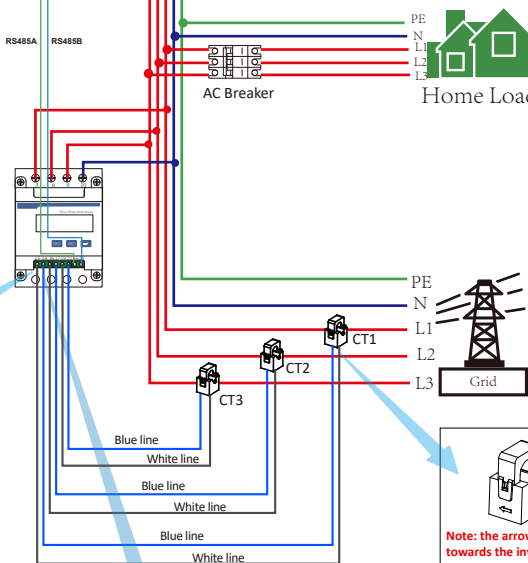 RS485A RS485B
PE
N
L1
L2
L3
AC Breaker
Home Load
PE
N
L1
L2
L3
Grid
CT1
CT2
CT3
Blue line
White line
Blue line
White line
Blue line
White line
Note: the arrow
towards the inv